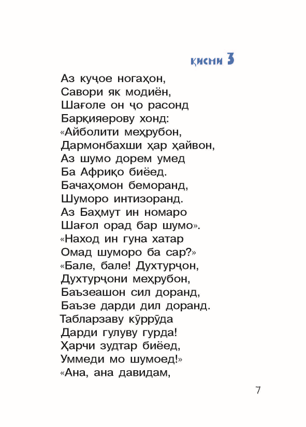 қисми 3
Аз куҷое ногаҳон,
Савори як модиён,
Шағоле он ҷо расонд
Барқияерову хонд:
«Айболити меҳрубон,
Дармонбахши ҳар ҳайвон,
Аз шумо дорем умед
Ба Африқо биёед.
Бачаҳомон беморанд,
Шуморо интизоранд.
Аз Баҳмут ин номаро
Шағол орад бар шумо».
«Наход ин гуна хатар
Омад шуморо ба сар?»
«Бале, бале! Духтурҷон,
Духтурҷони меҳрубон,
Баъзеашон сил доранд,
Баъзе дарди дил доранд.
Табларзаву кӯррӯда
Дарди гулуву гурда!
Ҳарчи зудтар биёед,
Уммеди мо шумоед!»
«Ана, ана давидам,
7